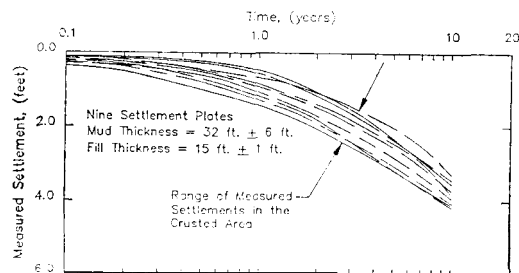 Time, (years)
0.1 1.0 10 20
0.0
2.0
4.0
6.0
Measured Settlement, (feet)
Nine Settlement Plates
Mud Thickness = 32 ft. ± 6 ft.
Fill Thickness = 15 ft. ± 1 ft.
Range of Measured
Settlements in the
Crusted Area